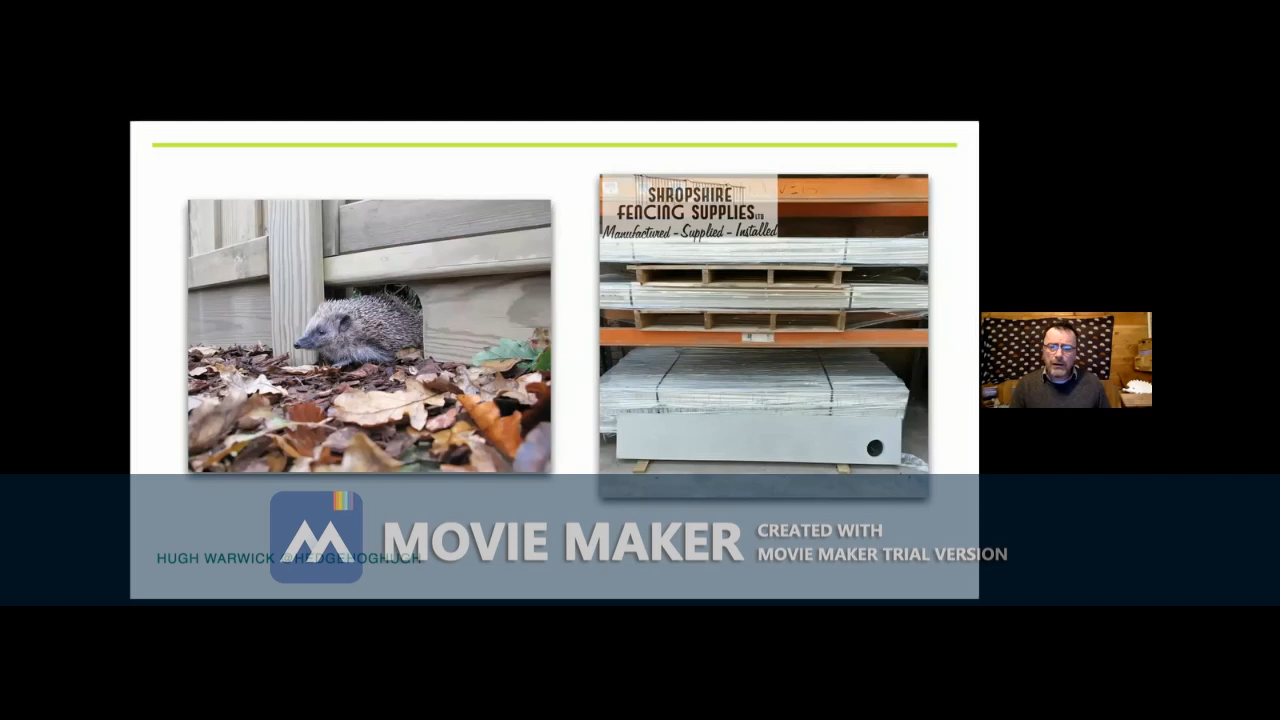 SHROPSHIRE
FENCING SUPPLIES LTD
Manufactured - Supplied - Installed
MOVIE MAKER
CREATED WITH
MOVIE MAKER TRIAL VERSION
HUGH WARWICK @HEDGEHOGHUGH